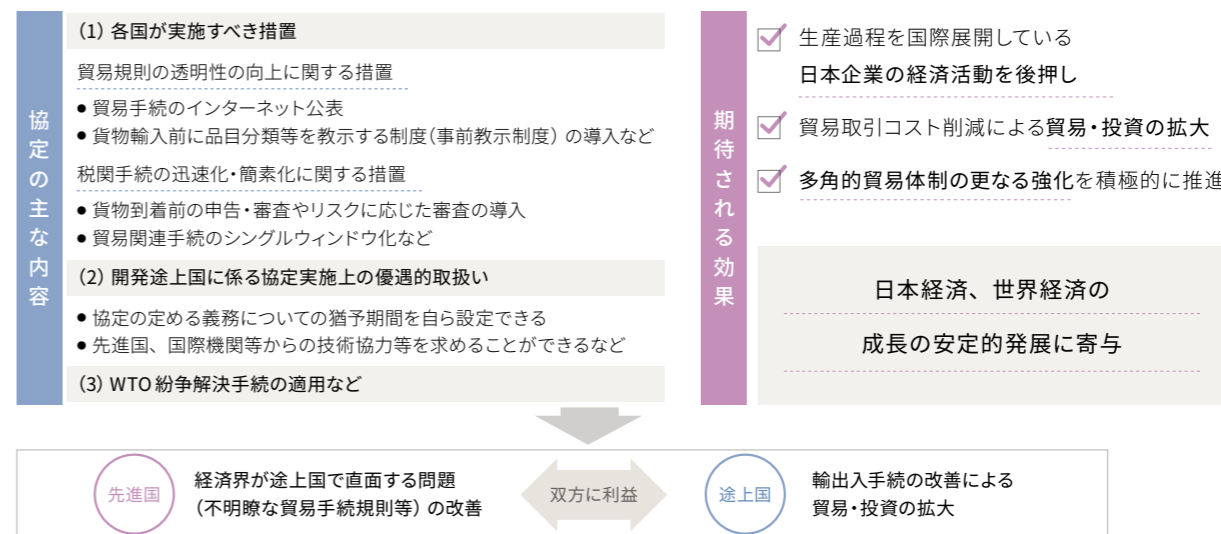 協定の主な内容
(1) 各国が実施すべき措置
貿易規則の透明性の向上に関する措置
● 貿易手続のインターネット公表
● 貨物輸入前に品目分類等を教示する制度(事前教示制度) の導入など
税関手続の迅速化・簡素化に関する措置
● 貨物到着前の申告・審査やリスクに応じた審査の導入
● 貿易関連手続のシングルウィンドウ化など
(2) 開発途上国に係る協定実施上の優遇的取扱い
● 協定の定める義務についての猶予期間を自ら設定できる
● 先進国、国際機関等からの技術協力等を求めることができるなど
(3) WTO 紛争解決手続の適用など
期待される効果
生産過程を国際展開している
日本企業の経済活動を後押し
貿易取引コスト削減による貿易・投資の拡大
多角的貿易体制の更なる強化を積極的に推進
日本経済、世界経済の
成長の安定的発展に寄与
先進国
経済界が途上国で直面する問題
(不明瞭な貿易手続規則等) の改善
双方に利益
途上国
輸出入手続の改善による
貿易・投資の拡大